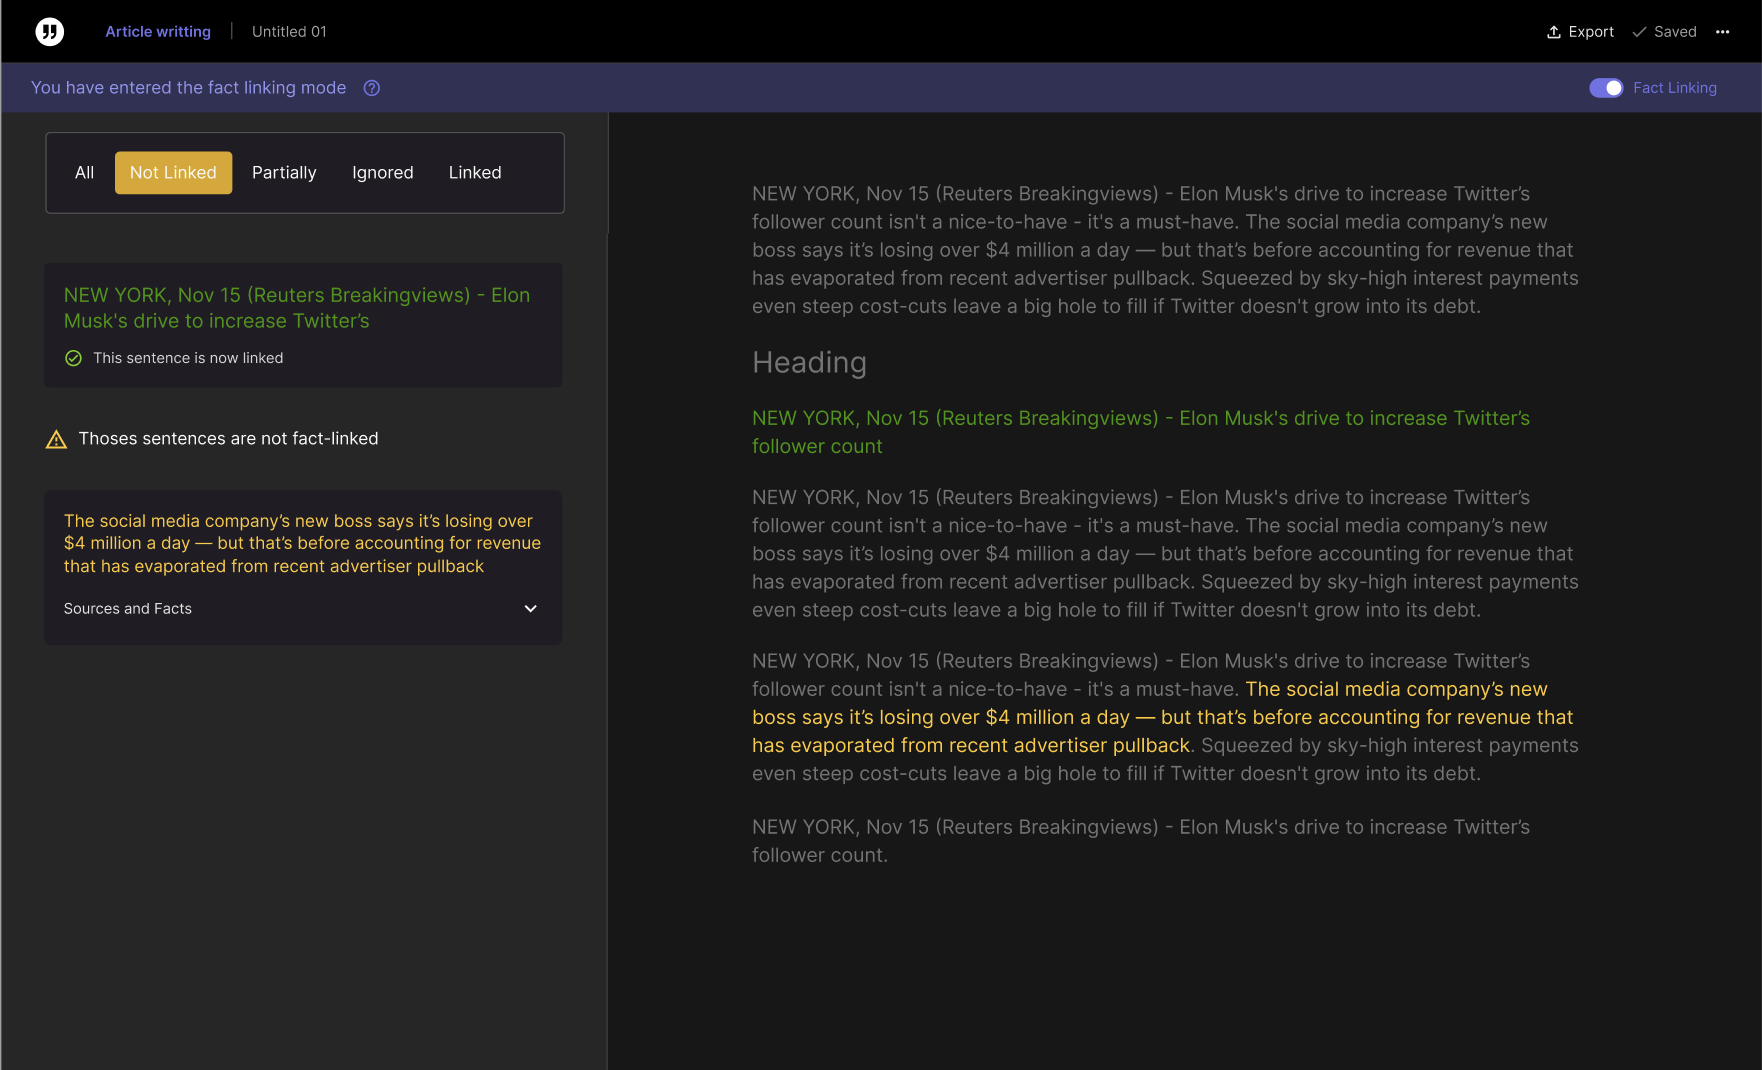 Article writting
Untitled 01
Export
Saved
You have entered the fact linking mode
Fact Linking
All
Not Linked
Partially
Ignored
Linked
NEW YORK, Nov 15 (Reuters Breakingviews) - Elon
Musk's drive to increase Twitter’s
This sentence is now linked
Thoses sentences are not fact-linked
The social media company’s new boss says it’s losing over
$4 million a day — but that’s before accounting for revenue
that has evaporated from recent advertiser pullback
Sources and Facts
NEW YORK, Nov 15 (Reuters Breakingviews) - Elon Musk's drive to increase Twitter’s
follower count isn't a nice-to-have - it's a must-have. The social media company’s new
boss says it’s losing over $4 million a day — but that’s before accounting for revenue that
has evaporated from recent advertiser pullback. Squeezed by sky-high interest payments
even steep cost-cuts leave a big hole to fill if Twitter doesn't grow into its debt.
Heading
NEW YORK, Nov 15 (Reuters Breakingviews) - Elon Musk's drive to increase Twitter’s
follower count
NEW YORK, Nov 15 (Reuters Breakingviews) - Elon Musk's drive to increase Twitter’s
follower count isn't a nice-to-have - it's a must-have. The social media company’s new
boss says it’s losing over $4 million a day — but that’s before accounting for revenue that
has evaporated from recent advertiser pullback. Squeezed by sky-high interest payments
even steep cost-cuts leave a big hole to fill if Twitter doesn't grow into its debt.
NEW YORK, Nov 15 (Reuters Breakingviews) - Elon Musk's drive to increase Twitter’s
follower count isn't a nice-to-have - it's a must-have. The social media company’s new
boss says it’s losing over $4 million a day — but that’s before accounting for revenue that
has evaporated from recent advertiser pullback. Squeezed by sky-high interest payments
even steep cost-cuts leave a big hole to fill if Twitter doesn't grow into its debt.
NEW YORK, Nov 15 (Reuters Breakingviews) - Elon Musk's drive to increase Twitter’s
follower count.